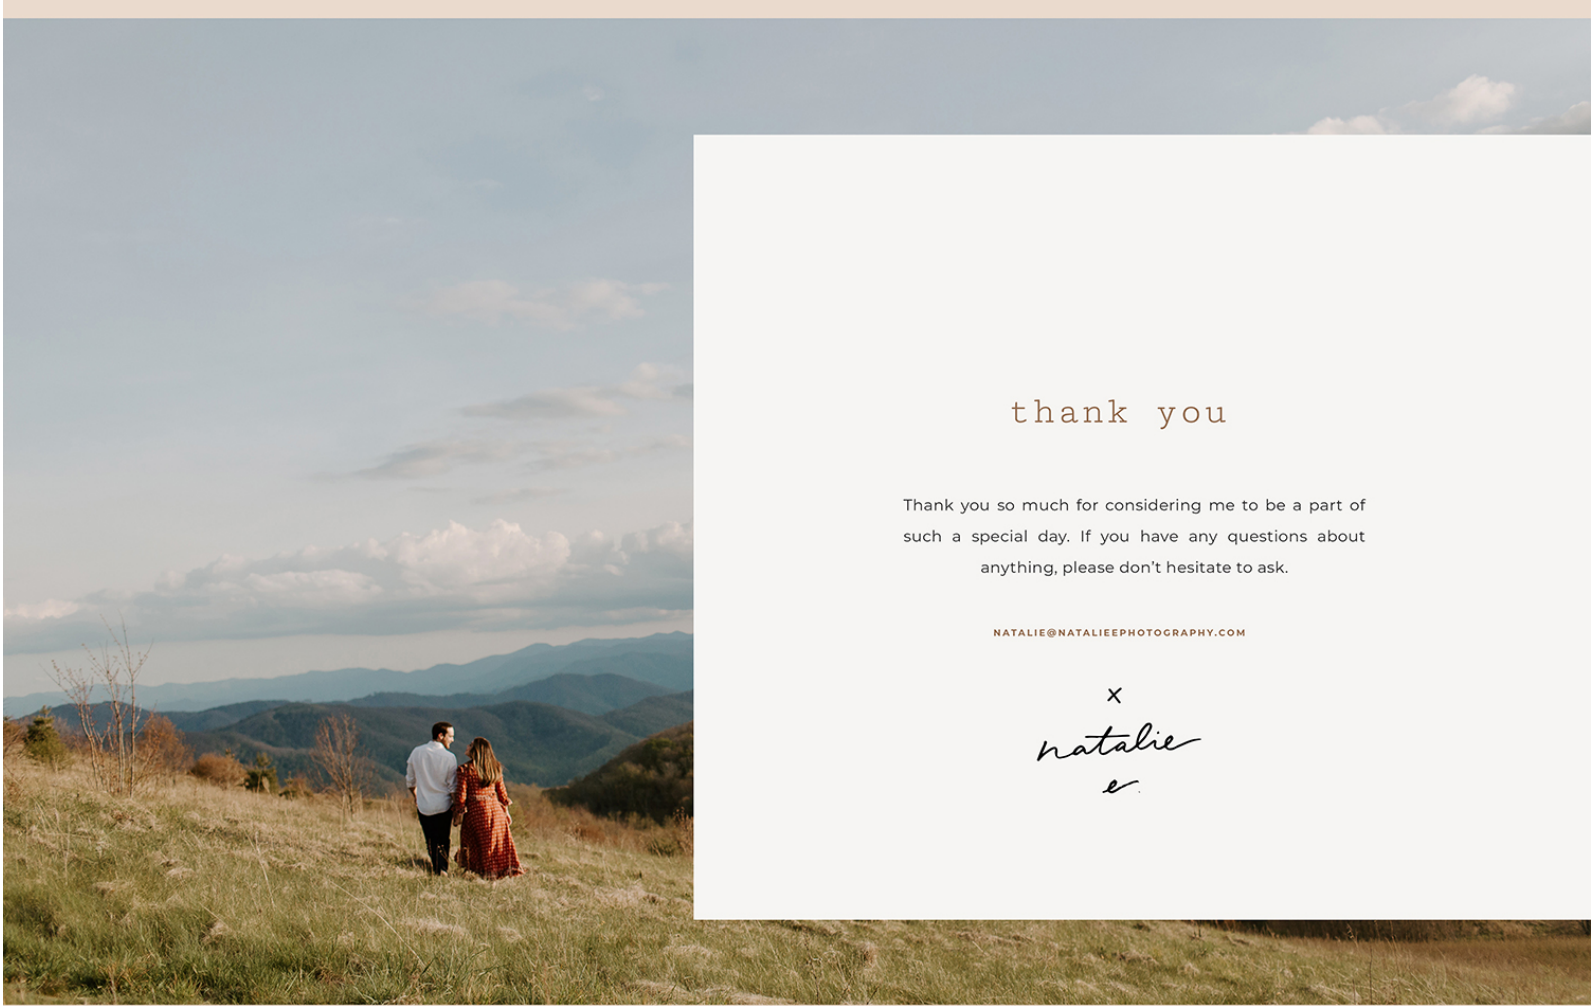 thank you
Thank you so much for considering me to be a part of
such a special day. If you have any questions about
anything, please don’t hesitate to ask.
NATALIE@NATALIEEPHOTOGRAPHY.COM
x
natalie
e.